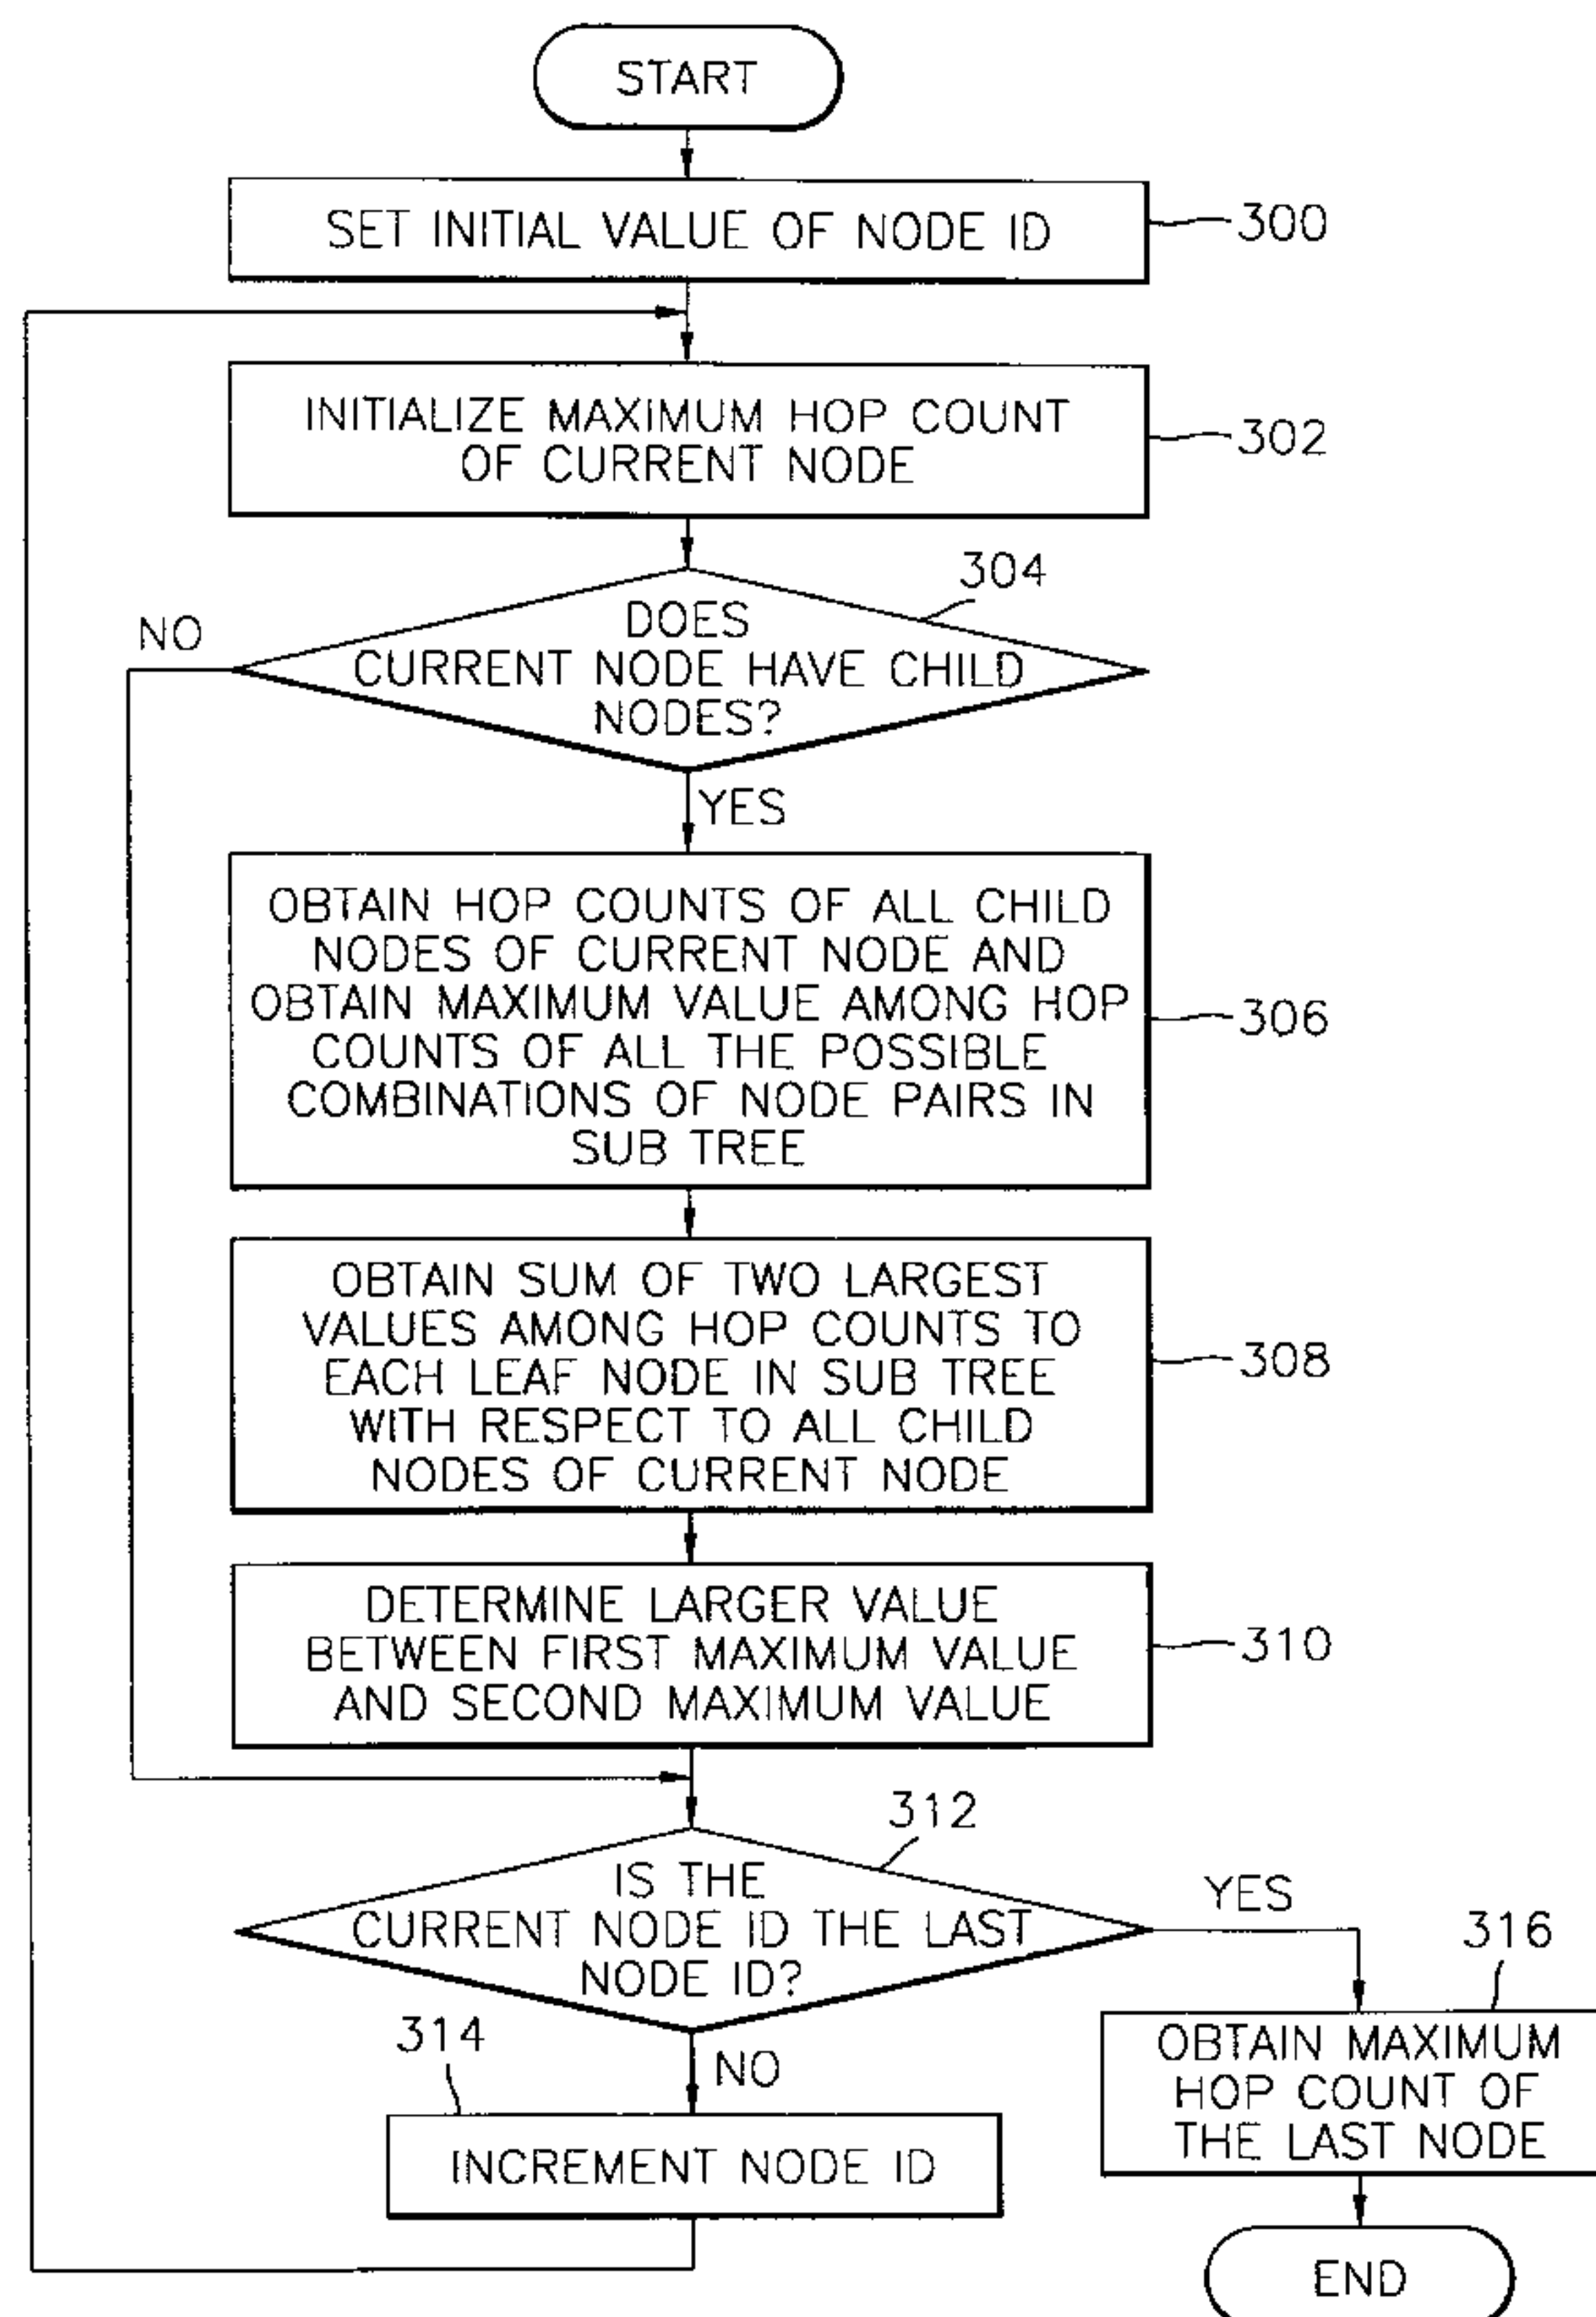 START
SET INITIAL VALUE OF NODE ID
300
INITIALIZE MAXIMUM HOP COUNT
OF CURRENT NODE
302
304
NO
DOES
CURRENT NODE HAVE CHILD
NODES?
YES
OBTAIN HOP COUNTS OF ALL CHILD
NODES OF CURRENT NODE AND
OBTAIN MAXIMUM VALUE AMONG HOP
COUNTS OF ALL THE POSSIBLE
COMBINATIONS OF NODE PAIRS IN
SUB TREE
306
OBTAIN SUM OF TWO LARGEST
VALUES AMONG HOP COUNTS TO
EACH LEAF NODE IN SUB TREE
WITH RESPECT TO ALL CHILD
NODES OF CURRENT NODE
308
DETERMINE LARGER VALUE
BETWEEN FIRST MAXIMUM VALUE
AND SECOND MAXIMUM VALUE
310
312
IS THE
CURRENT NODE ID THE LAST
NODE ID?
YES
316
314
NO
OBTAIN MAXIMUM
HOP COUNT OF
THE LAST NODE
INCREMENT NODE ID
END